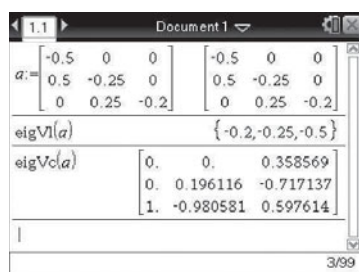 1.1 Document 1
-0.5 0 0 -0.5 0 0
a:= 0.5 -0.25 0 0.5 -0.25 0
0 0.25 -0.2 0 0.25 -0.2
eigVl(a) {-0.2,-0.25,-0.5}
eigVc(a) 0. 0. 0.358569
0. 0.196116 -0.717137
1. -0.980581 0.597614
3/99